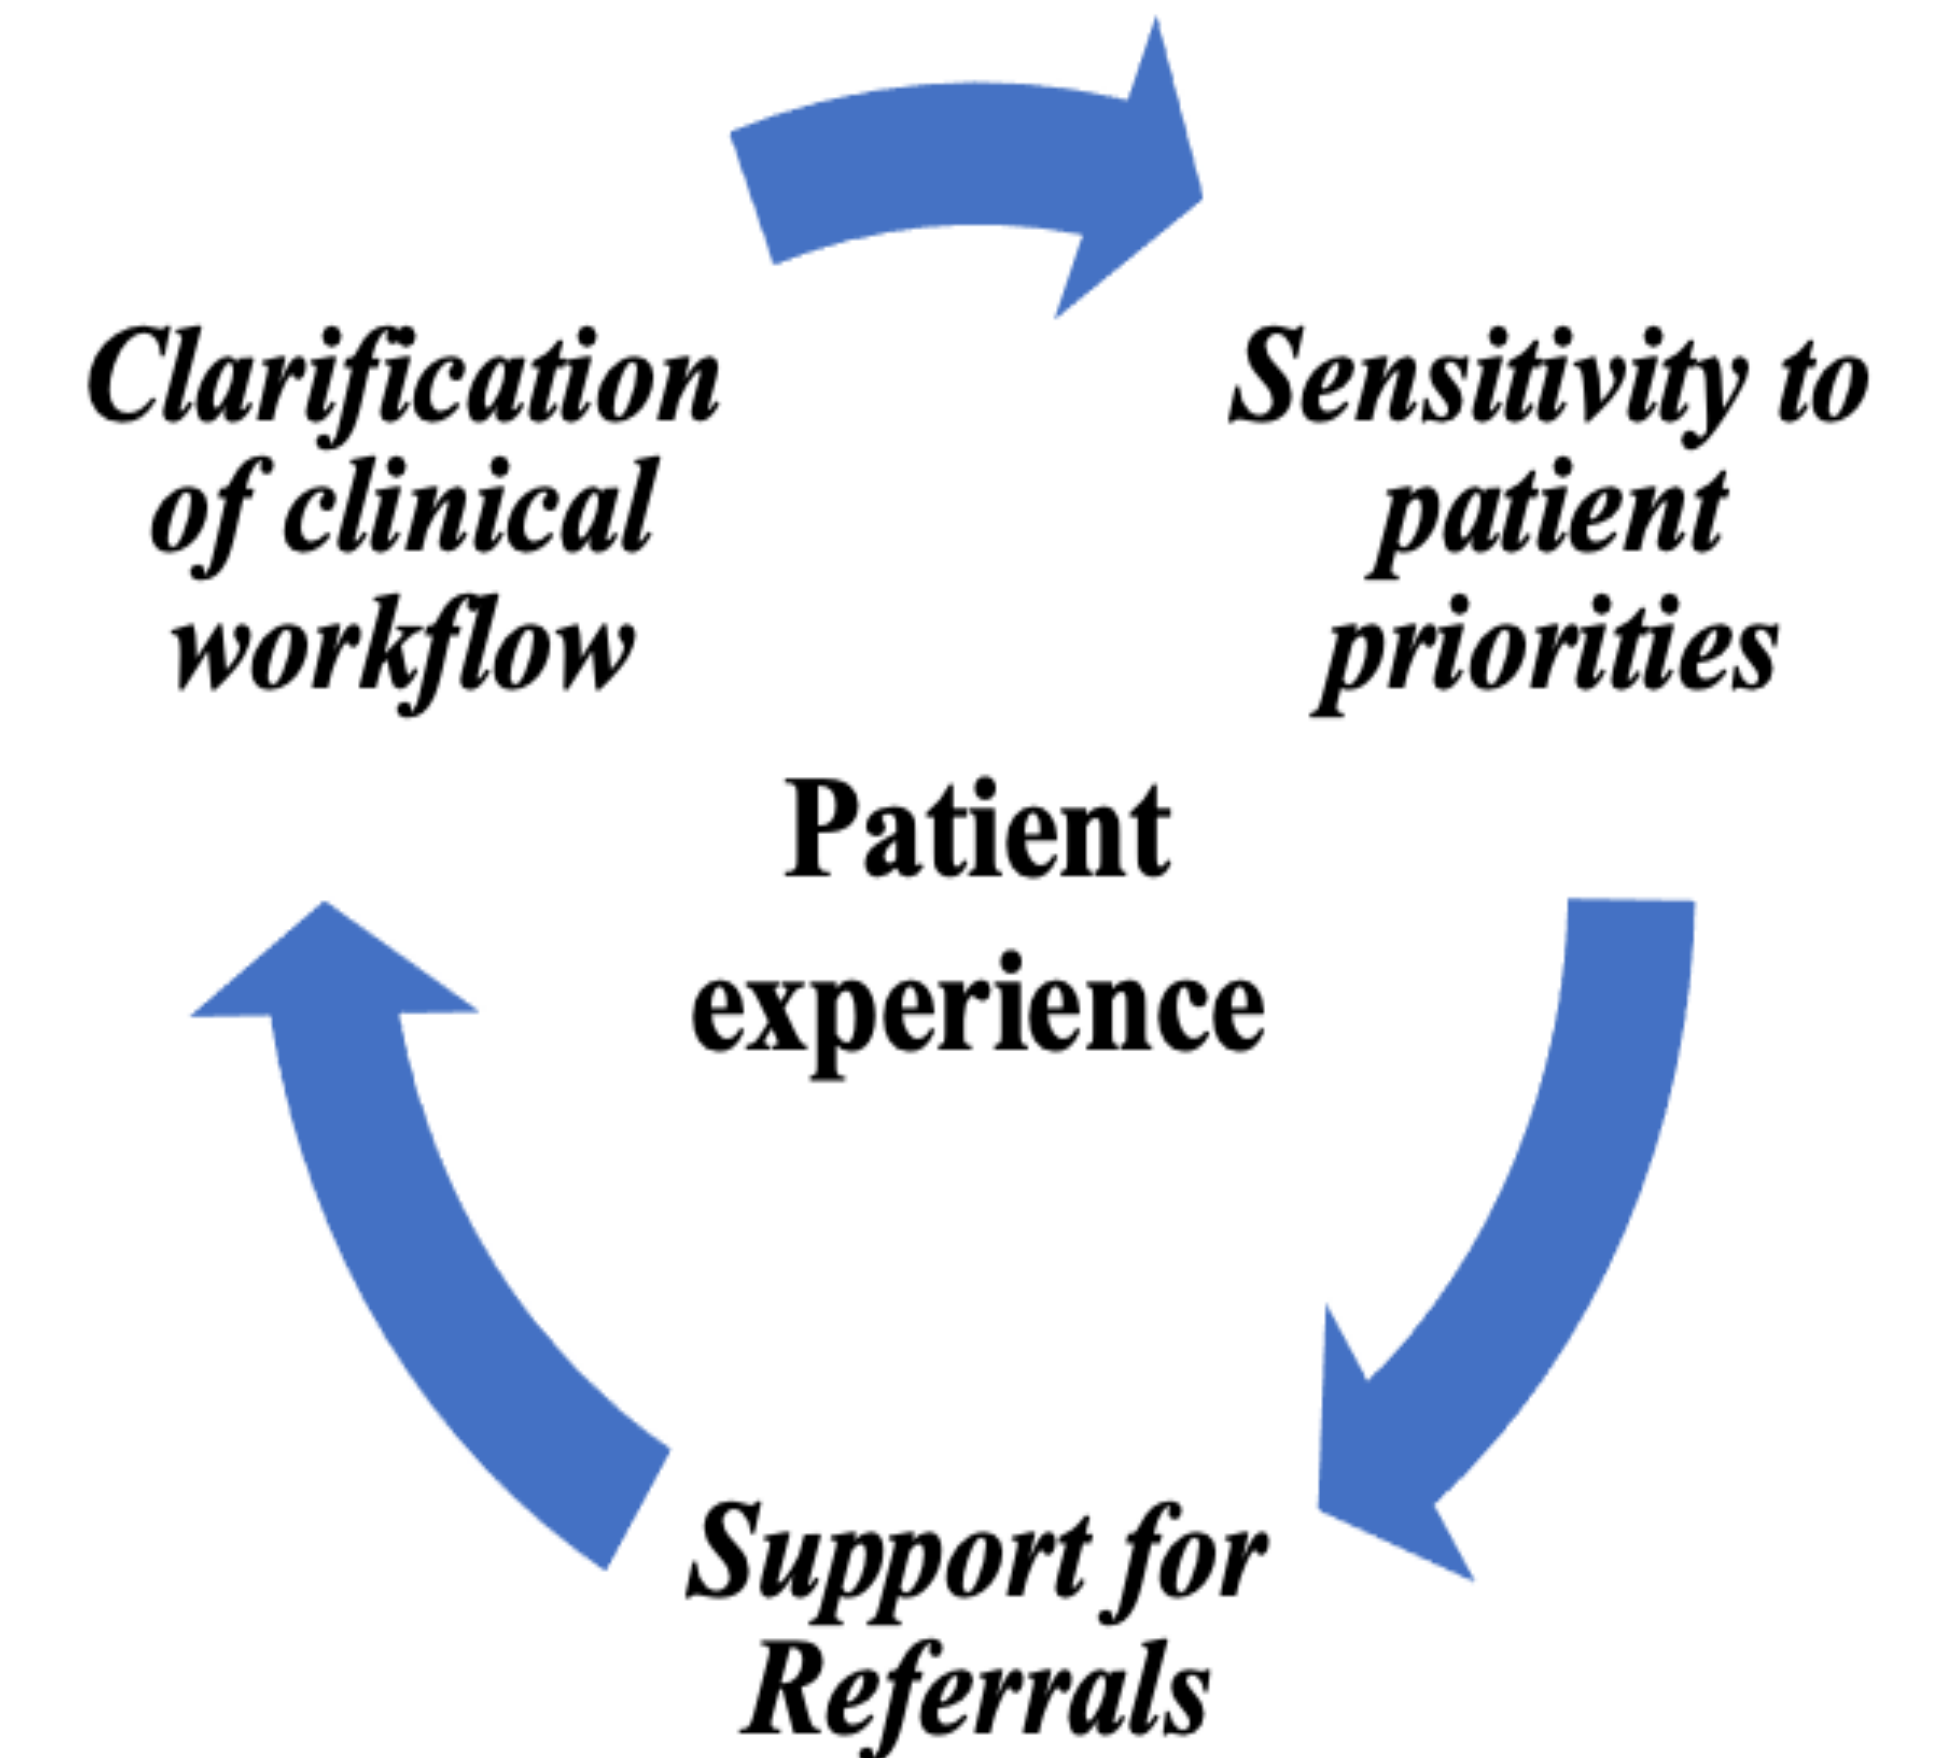 Clarification
of clinical
workflow
Sensitivity to
patient
priorities
Patient
experience
Support for
Referrals